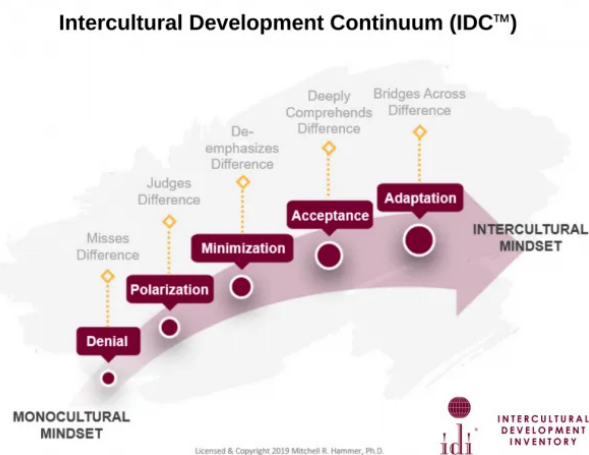 Intercultural Development Continuum (IDC™)
Misses
Difference
Denial
Judges
Difference
Polarization
De-
emphasizes
Difference
Minimization
Deeply
Comprehends
Difference
Acceptance
Bridges Across
Difference
Adaptation
INTERCULTURAL
MINDSET
MONOCULTURAL
MINDSET
idi
INTERCULTURAL
DEVELOPMENT
INVENTORY
Licensed & Copyright 2019 Mitchell R. Hammer, Ph.D.